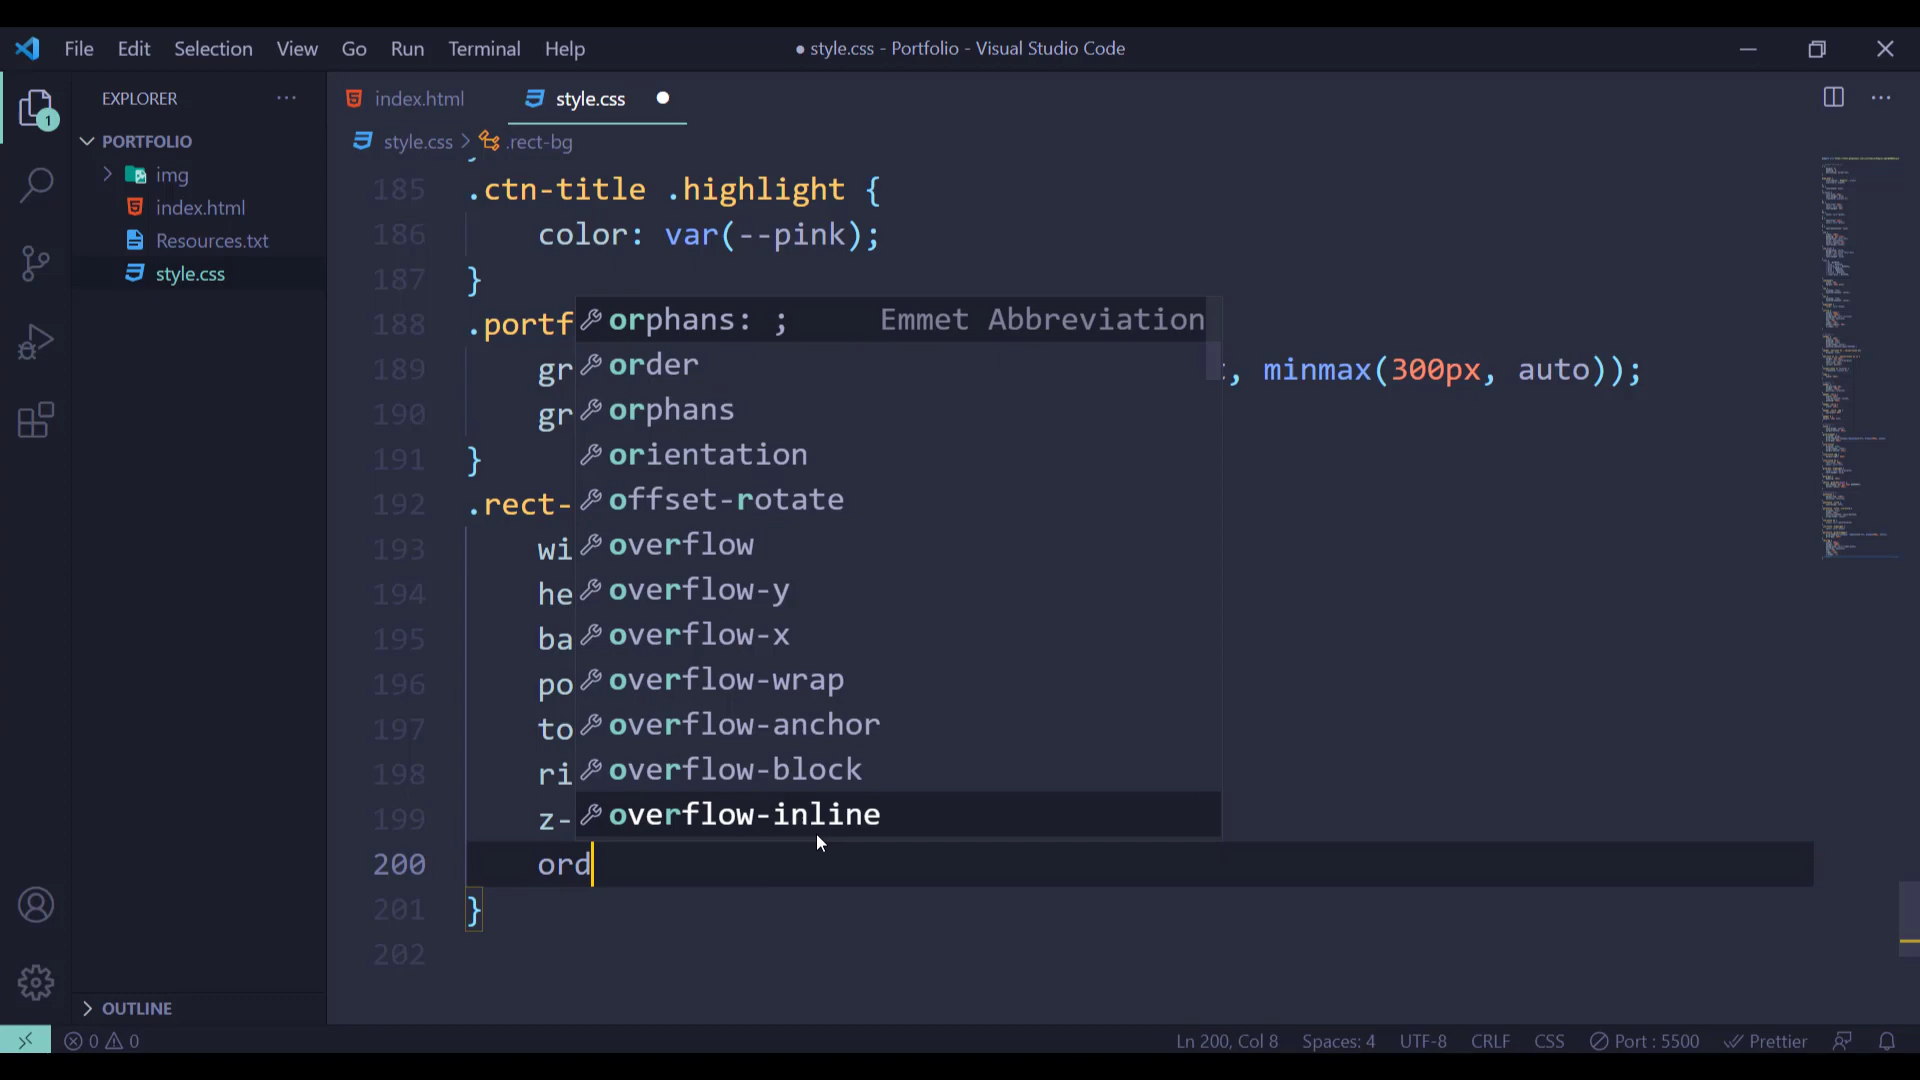 File Edit Selection View Go Run Terminal Help
● style.css - Portfolio - Visual Studio Code
EXPLORER ···
index.html
style.css
1
PORTFOLIO
style.css > .rect-bg
img
index.html
Resources.txt
style.css
185 .ctn-title .highlight {
186 color: var(--pink);
187 }
188 .portf
189 gr , minmax(300px, auto));
190 gr
191 }
192 .rect-
193 wi
194 he
195 ba
196 po
197 to
198 ri
199 z-
200 ord
201 }
202
orphans: ; Emmet Abbreviation
order
orphans
orientation
offset-rotate
overflow
overflow-y
overflow-x
overflow-wrap
overflow-anchor
overflow-block
overflow-inline
OUTLINE
0 0
Ln 200, Col 8 Spaces: 4 UTF-8 CRLF CSS Port : 5500 Prettier